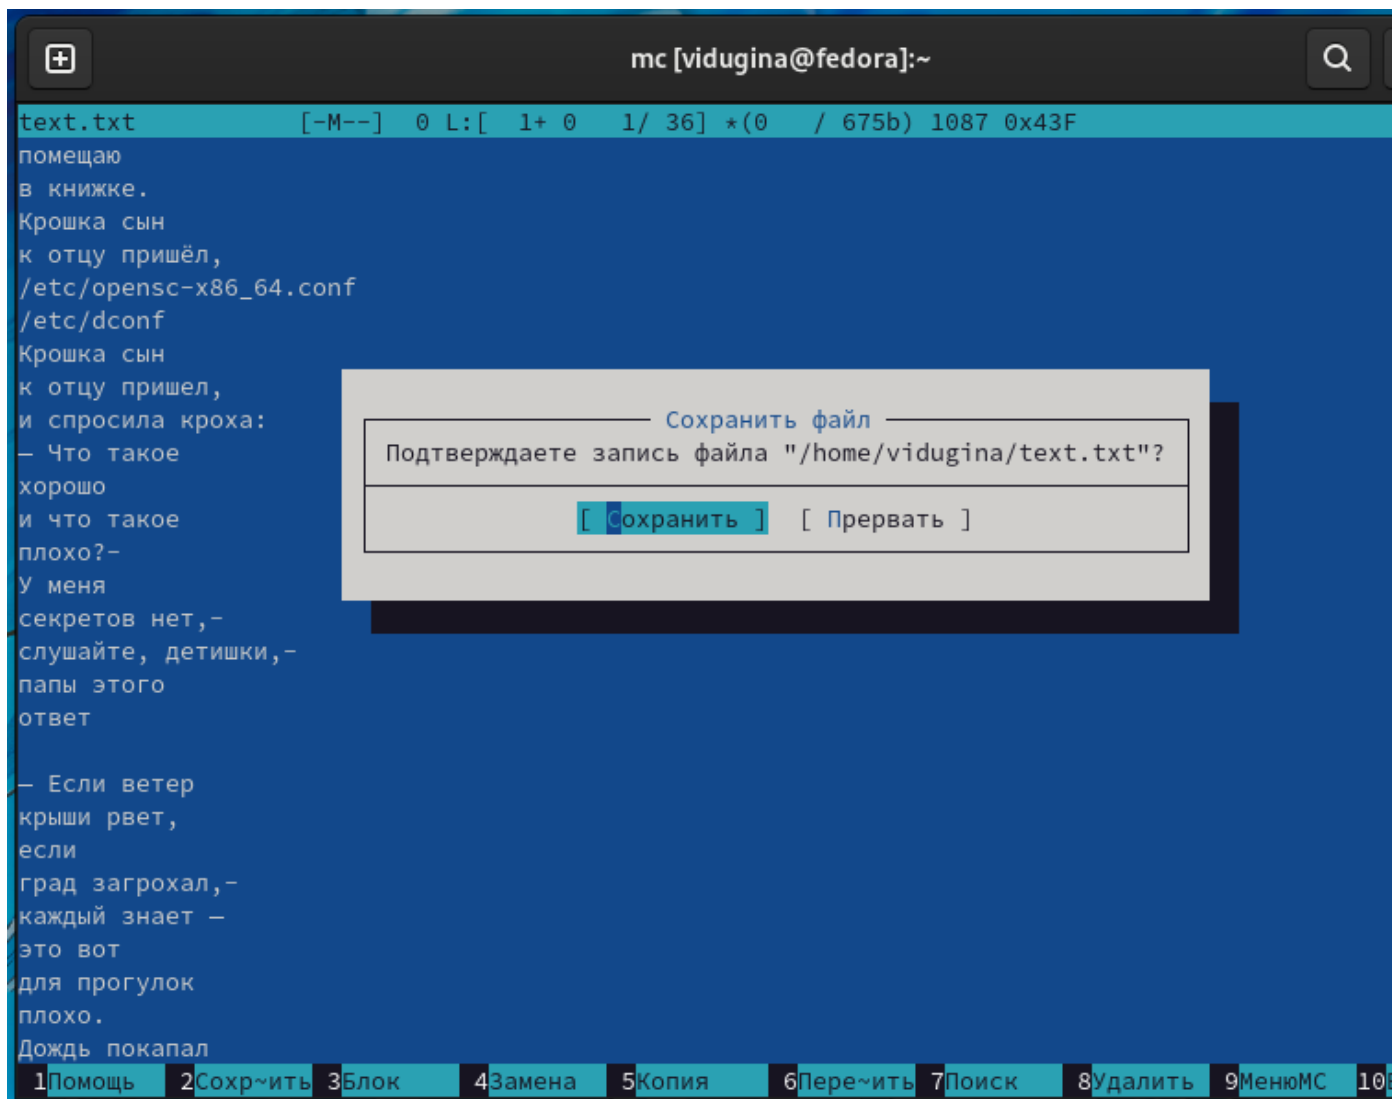 mc [vidugina@fedora]:~
text.txt [-M--] 0 L:[ 1+ 0 1/ 36] *(0 / 675b) 1087 0x43F
помещаю
в книжке.
Крошка сын
к отцу пришёл,
/etc/opensc-x86_64.conf
/etc/dconf
Крошка сын
к отцу пришел,
и спросила кроха:
— Что такое
хорошо
и что такое
плохо?-
У меня
секретов нет,-
слушайте, детишки,-
папы этого
ответ
— Если ветер
крыши рвет,
если
град загрохал,-
каждый знает —
это вот
для прогулок
плохо.
Дождь покапал
Сохранить файл
Подтверждаете запись файла "/home/vidugina/text.txt"?
[ Сохранить ] [ Прервать ]
1Помощь 2Сохр~ить 3Блок 4Замена 5Копия 6Пере~ить 7Поиск 8Удалить 9МенюМС 10